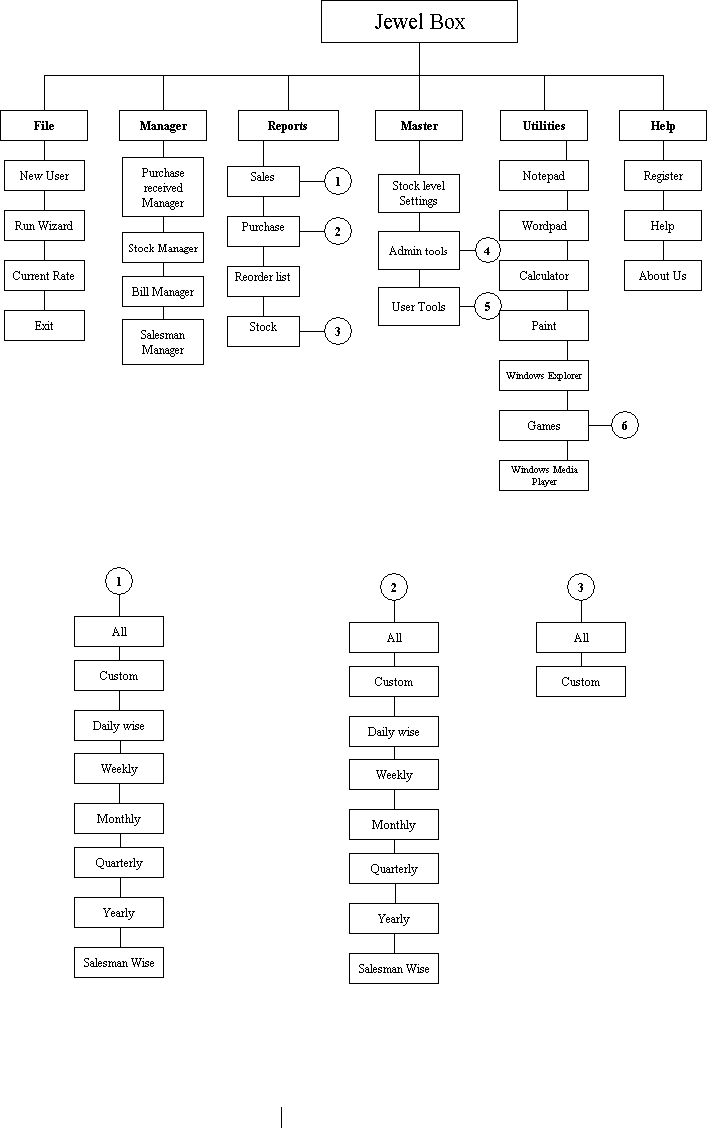 Jewel Box
File
Manager
Reports
Master
Utilities
Help
New User
Run Wizard
Current Rate
Exit
Purchase
received
Manager
Stock Manager
Bill Manager
Salesman
Manager
Sales
1
Purchase
2
Reorder list
Stock
3
Stock level
Settings
Admin tools
4
User Tools
5
Notepad
Wordpad
Calculator
Paint
Windows Explorer
Games
6
Windows Media
Player
Register
Help
About Us
1
All
Custom
Daily wise
Weekly
Monthly
Quarterly
Yearly
Salesman Wise
2
All
Custom
Daily wise
Weekly
Monthly
Quarterly
Yearly
Salesman Wise
3
All
Custom